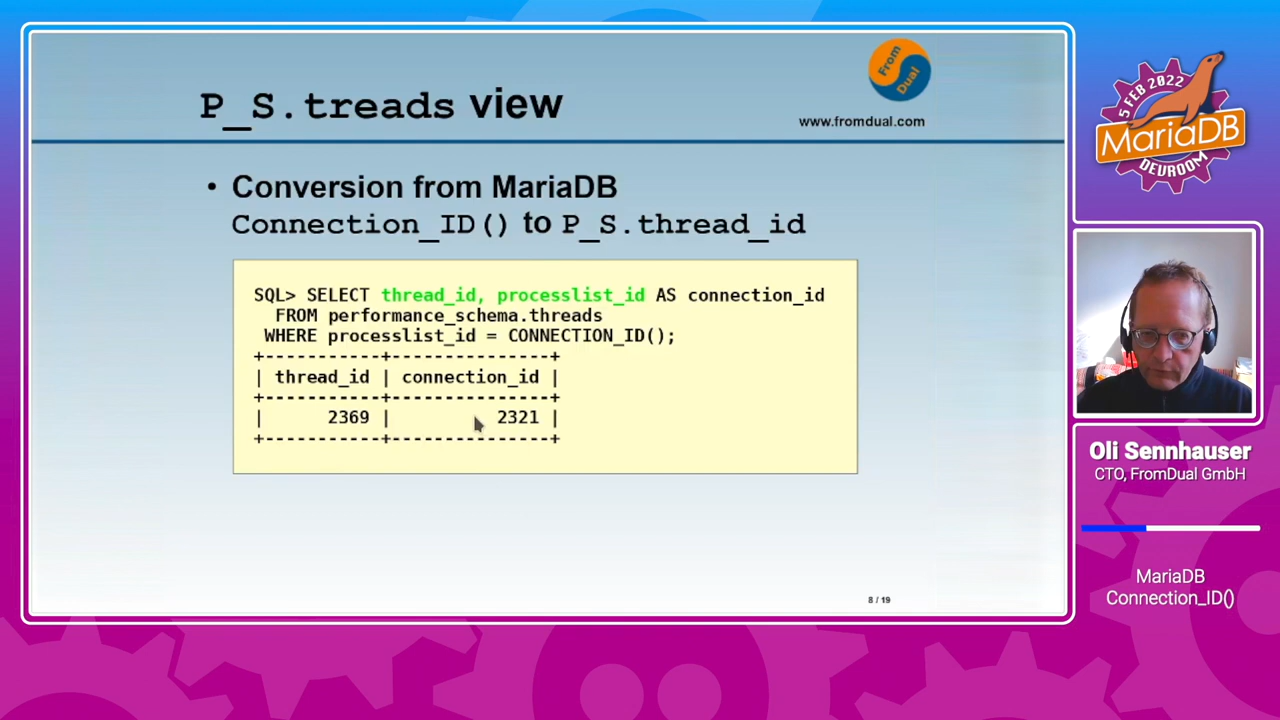 P_S.treads view
From
Dual
www.fromdual.com
• Conversion from MariaDB
Connection_ID() to P_S.thread_id
SQL> SELECT thread_id, processlist_id AS connection_id
FROM performance_schema.threads
WHERE processlist_id = CONNECTION_ID();
+-----------+---------------+
| thread_id | connection_id |
+-----------+---------------+
| 2369 | 2321 |
+-----------+---------------+
8 / 19
5 FEB 2022
MariaDB
DEVROOM
Oli Sennhauser
CTO, FromDual GmbH
MariaDB
Connection_ID()